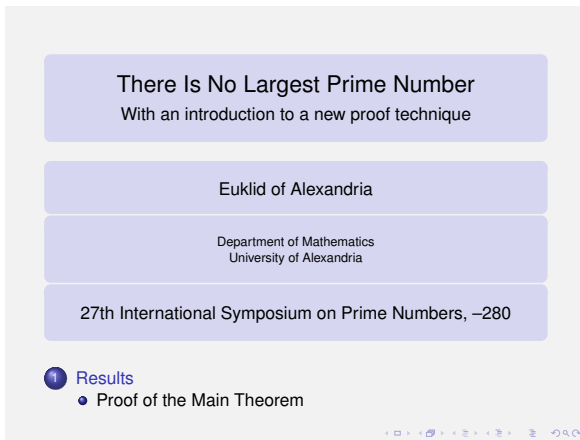 There Is No Largest Prime Number
With an introduction to a new proof technique
Euklid of Alexandria
Department of Mathematics
University of Alexandria
27th International Symposium on Prime Numbers, –280
1 Results
Proof of the Main Theorem